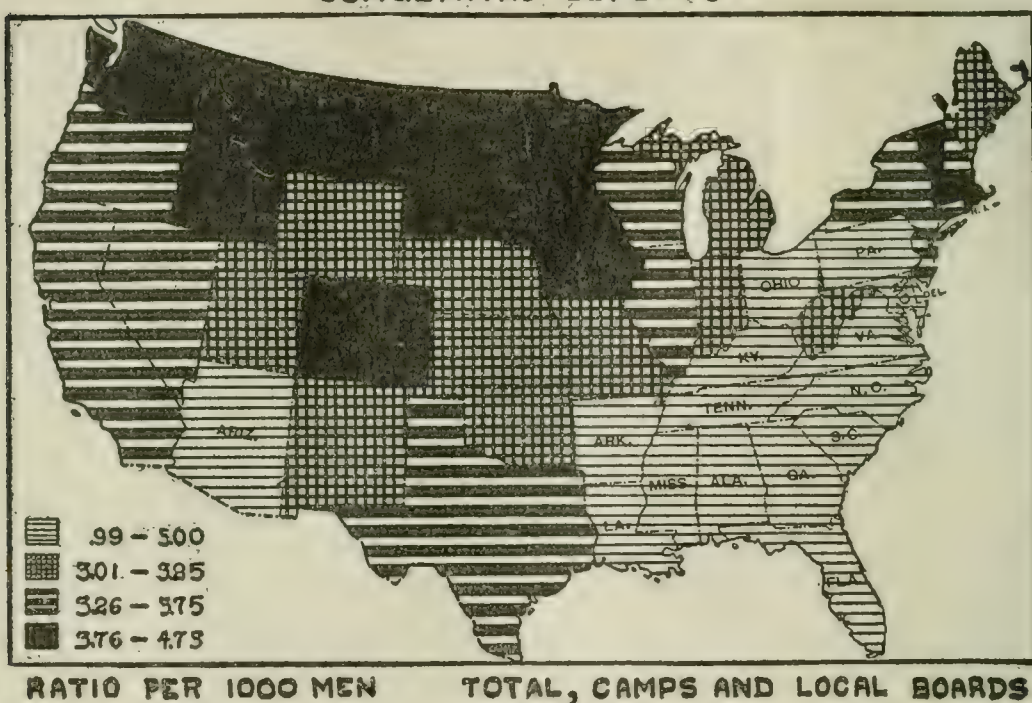 R.I.
PA.
OHIO
DEL.
VA.
KY.
N.C.
TENN.
ARIZ.
ARK.
S.C.
MISS.
ALA.
GA.
LA.
FLA.
.99 – 3.00
3.01 – 3.25
3.26 – 3.75
3.76 – 4.73
RATIO PER 1000 MEN TOTAL, CAMPS AND LOCAL BOARDS